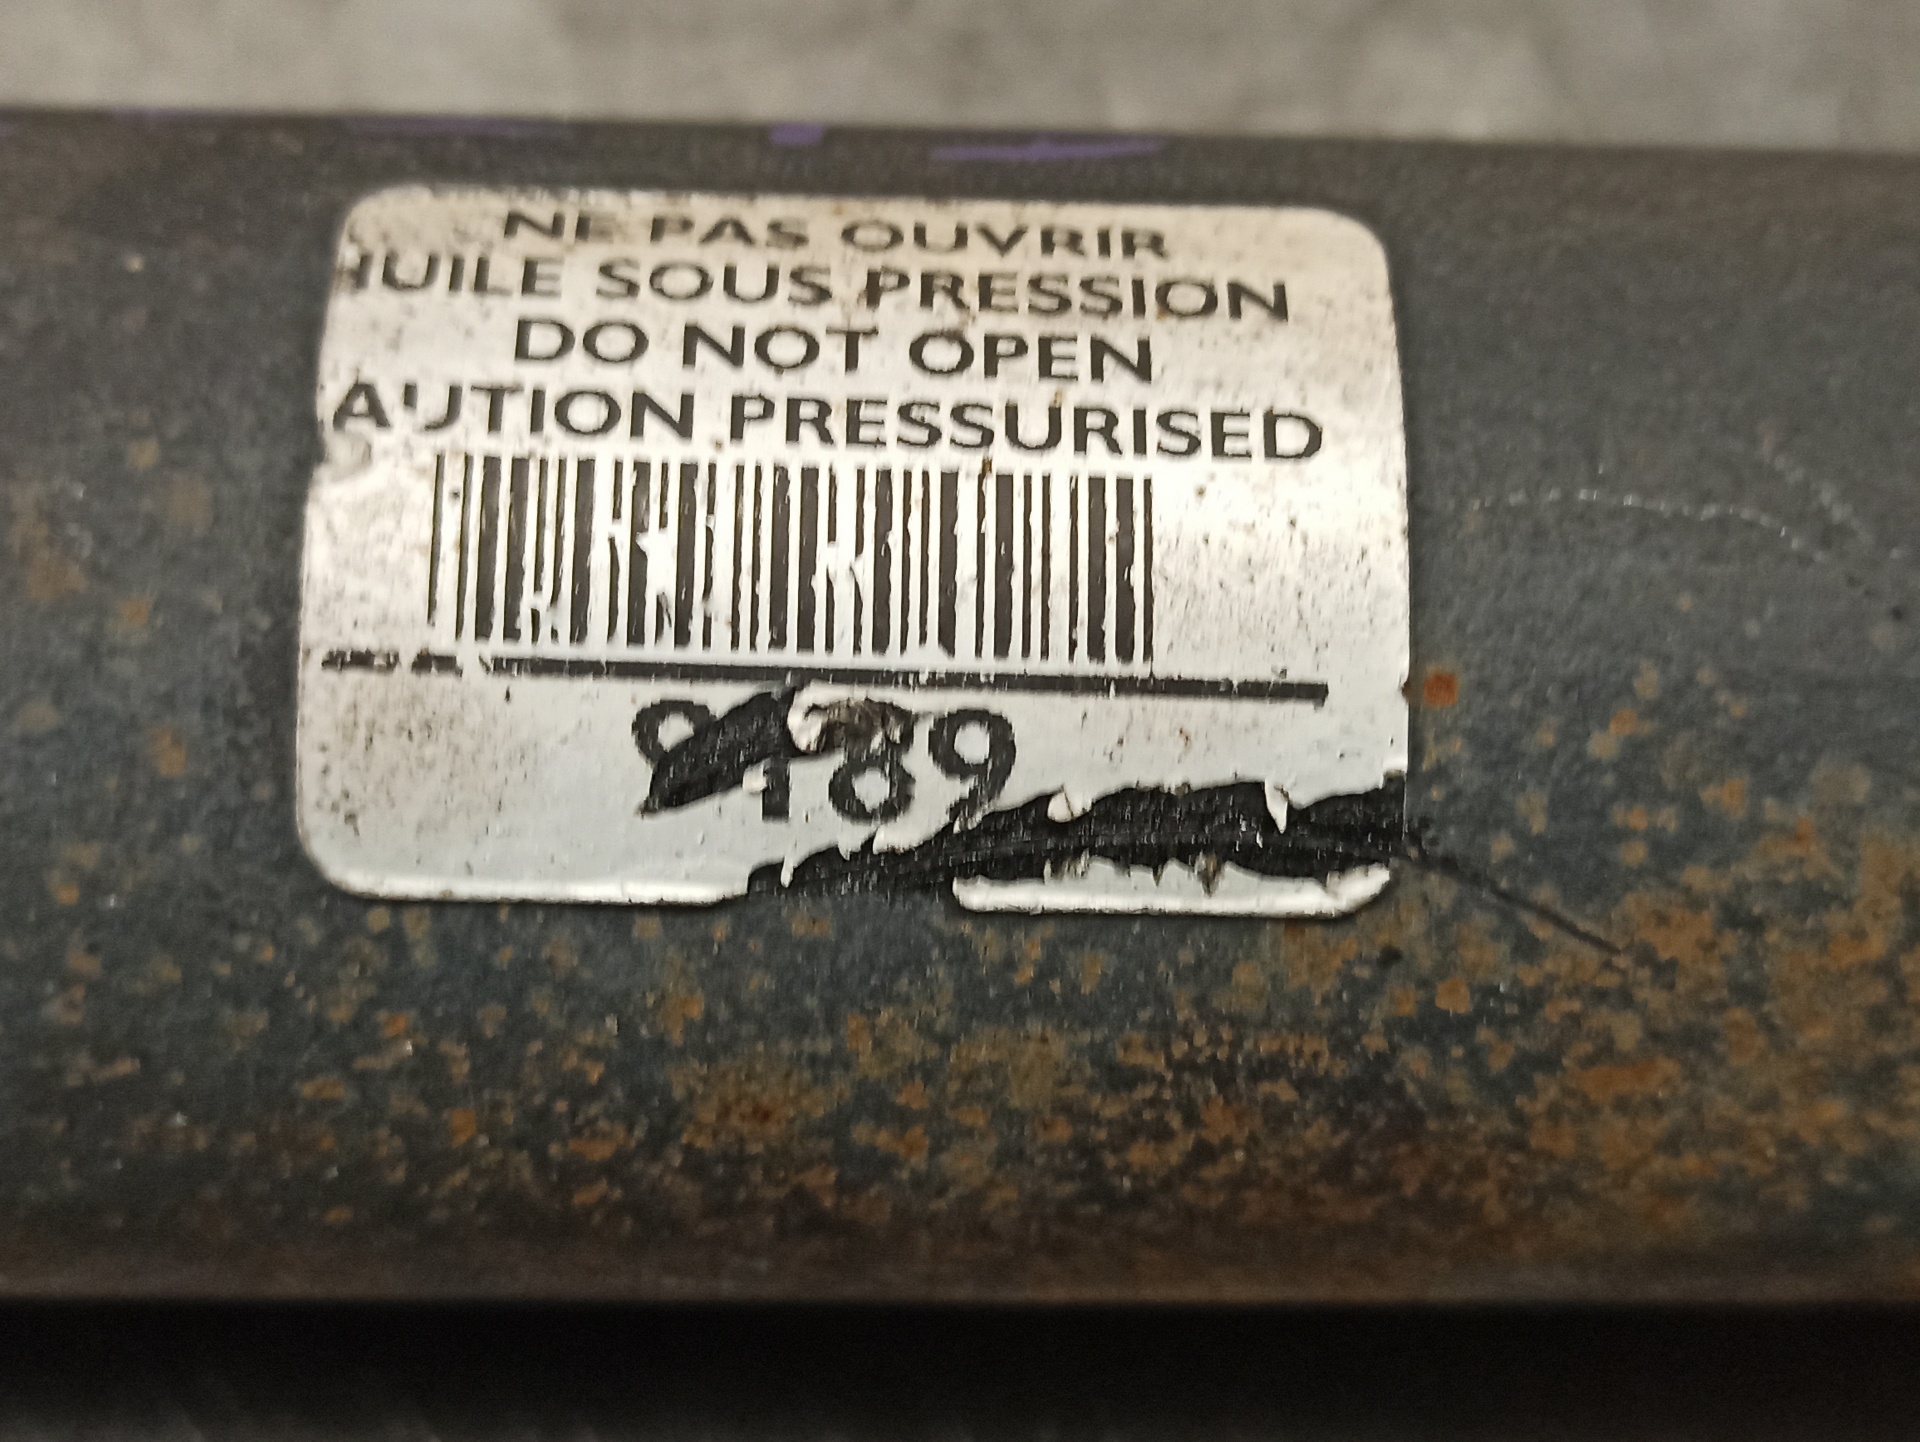 NE PAS OUVRIR
HUILE SOUS PRESSION
DO NOT OPEN
AUTION PRESSURISED